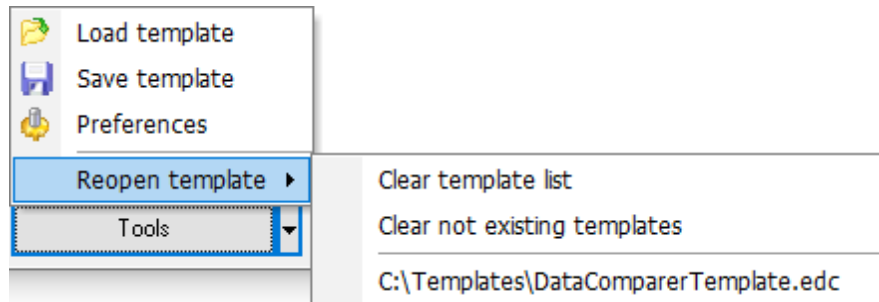 Load template
Save template
Preferences
Reopen template
Clear template list
Clear not existing templates
C:\Templates\DataComparerTemplate.edc
Tools